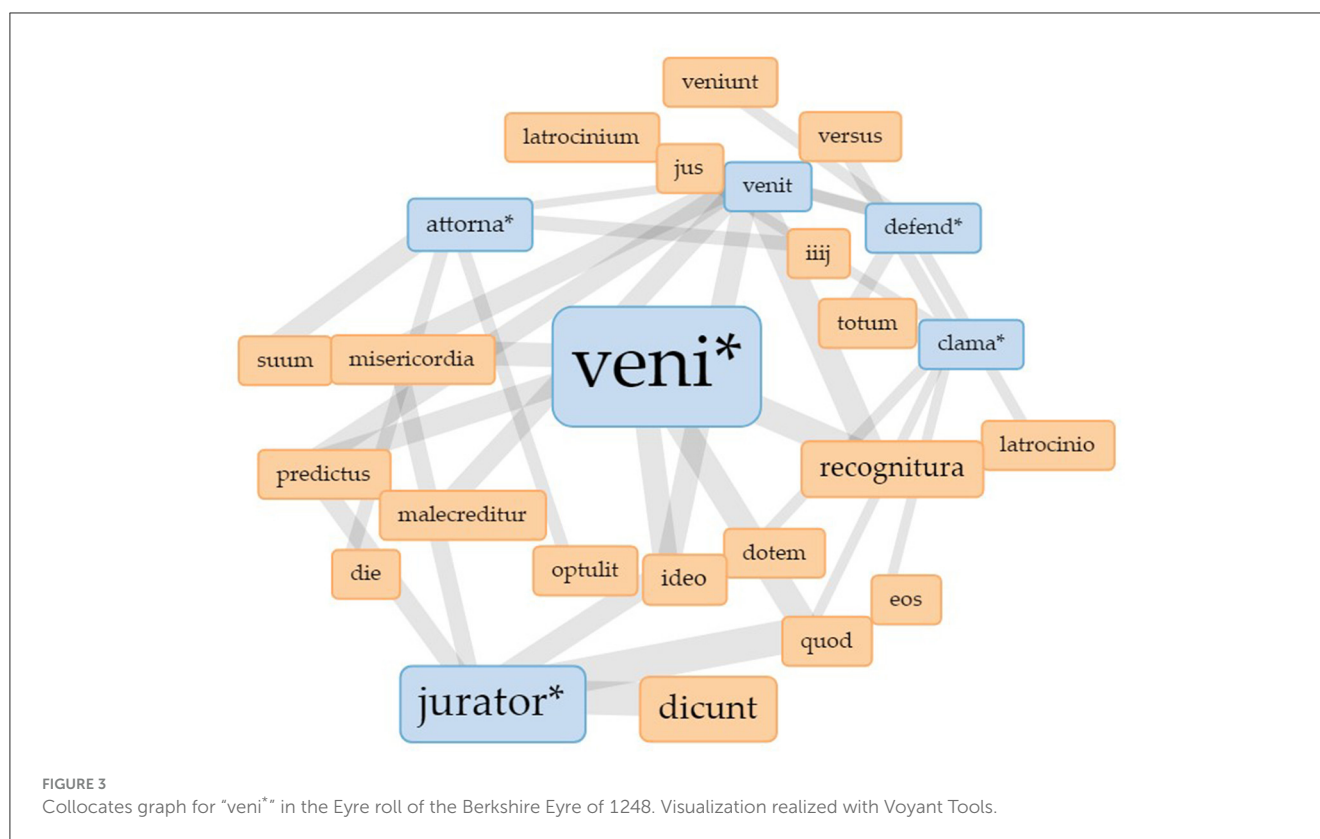 veniunt
latrocinium
versus
jus
venit
attorna*
defend*
iiij
totum
clama*
suum
misericordia
veni*
latrocinio
recognitura
predictus
malecreditur
dotem
optulit
ideo
die
eos
quod
jurator*
dicunt
FIGURE 3
Collocates graph for “veni*” in the Eyre roll of the Berkshire Eyre of 1248. Visualization realized with Voyant Tools.